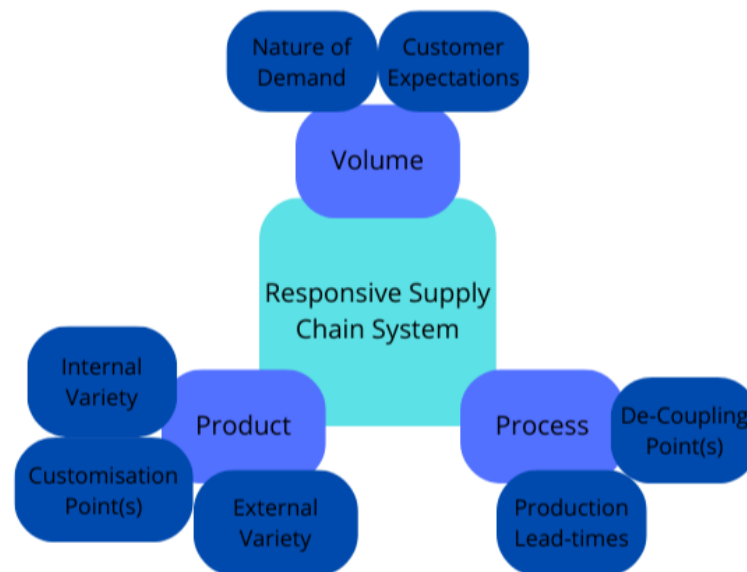 Nature of
Demand
Customer
Expectations
Volume
Responsive Supply
Chain System
Internal
Variety
Product
Customisation
Point(s)
External
Variety
Process
De-Coupling
Point(s)
Production
Lead-times